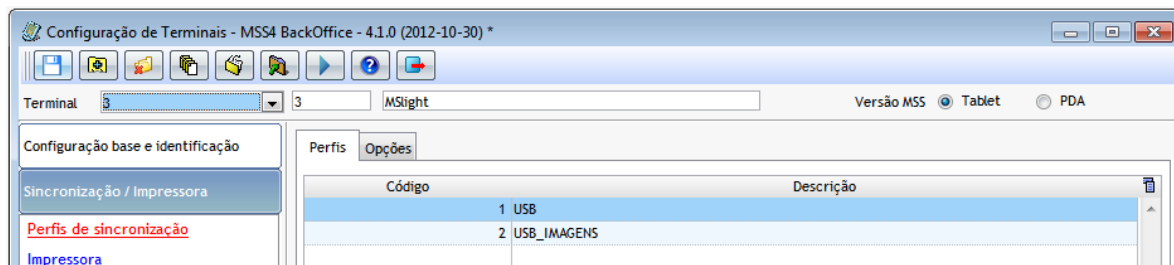 Configuração de Terminais - MSS4 BackOffice - 4.1.0 (2012-10-30) *
Terminal 3 3 MSlight Versão MSS Tablet PDA
Configuração base e identificação
Perfis Opções
Sincronização / Impressora
Código Descrição
1 USB
Perfis de sincronização
2 USB_IMAGENS
Impressora